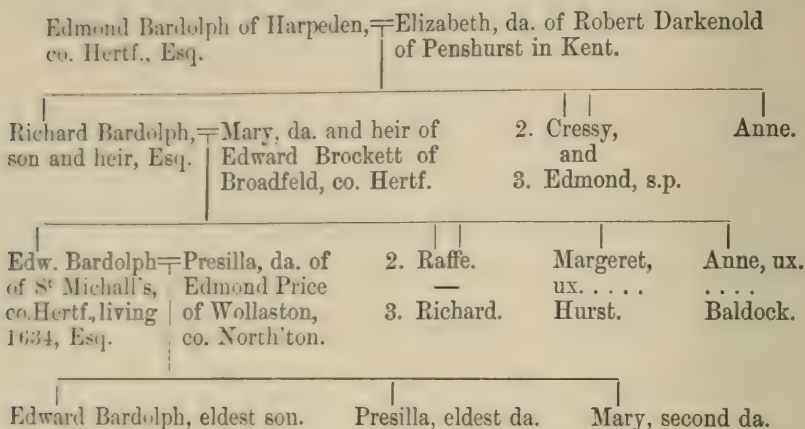 Edmond Bardolph of Harpeden,
co. Hertf., Esq.
Elizabeth, da. of Robert Darkenold
of Penshurst in Kent.
Richard Bardolph,
son and heir, Esq.
Mary, da. and heir of
Edward Brockett of
Broadfeld, co. Hertf.
2. Cressy,
and
3. Edmond, s.p.
Anne.
Edw. Bardolph
of St Michall's,
co. Hertf., living
1634, Esq.
Presilla, da. of
Edmond Price
of Wollaston,
co. North'ton.
2. Raffe.
—
3. Richard.
Margeret,
ux. . . . .
Hurst.
Anne, ux.
. . . .
Baldock.
Edward Bardolph, eldest son.
Presilla, eldest da.
Mary, second da.